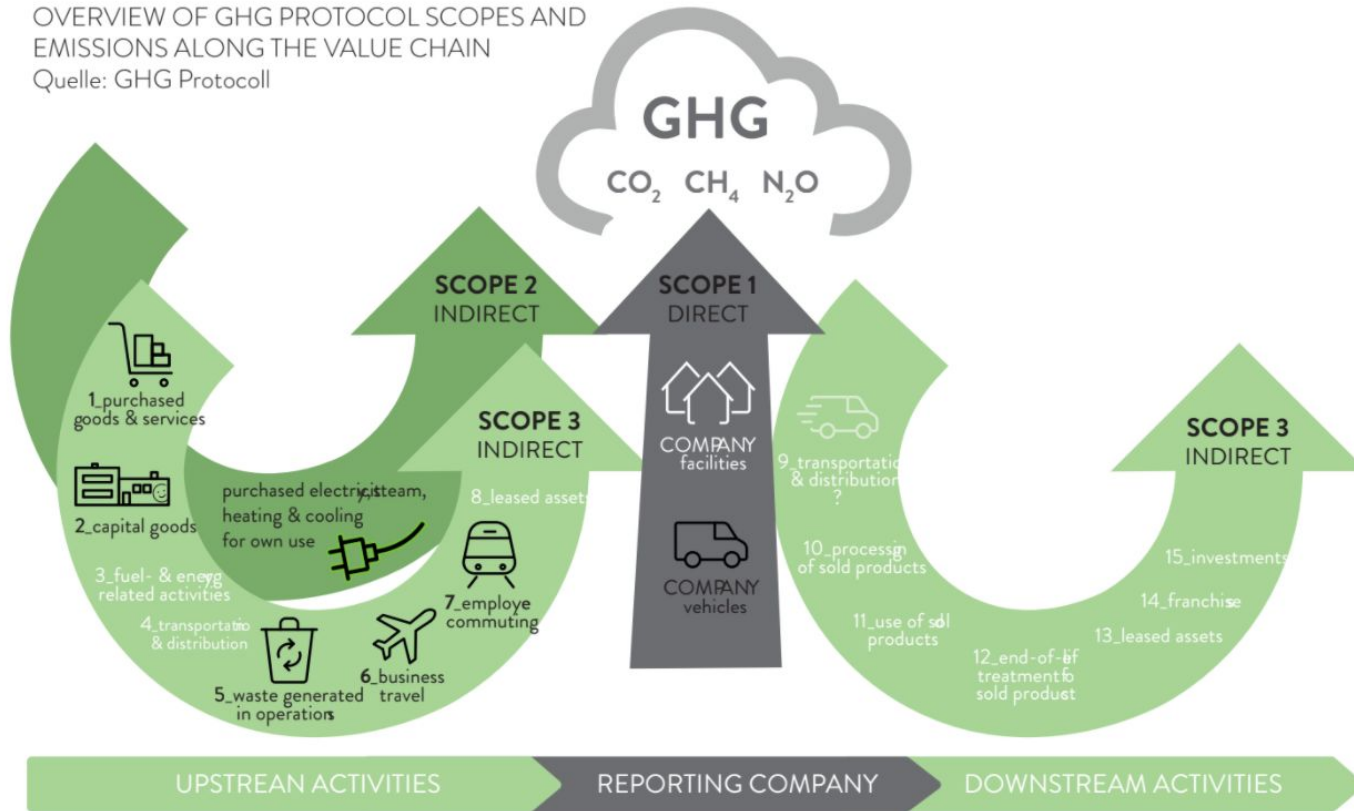 OVERVIEW OF GHG PROTOCOL SCOPES AND
EMISSIONS ALONG THE VALUE CHAIN
Quelle: GHG Protocoll
GHG
CO₂ CH₄ N₂O
SCOPE 2
INDIRECT
SCOPE 1
DIRECT
1_purchased
goods & services
2_capital goods
3_fuel- & energy
related activities
4_transportation
& distribution
5_waste generated
in operations
6_business
travel
7_employe
commuting
8_leased assets
SCOPE 3
INDIRECT
purchased electricity, steam,
heating & cooling
for own use
COMPANY
facilities
COMPANY
vehicles
9_transportatio
& distribution
?
10_processing
of sold products
11_use of sol
products
12_end-of-lif
treatment fo
sold product
13_leased assets
14_franchise
15_investments
SCOPE 3
INDIRECT
UPSTREAN ACTIVITIES
REPORTING COMPANY
DOWNSTREAM ACTIVITIES